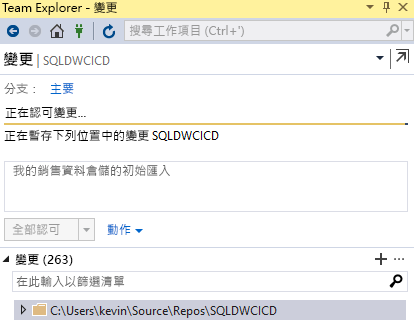 Team Explorer - 變更
搜尋工作項目 (Ctrl+')
變更 | SQLDWCICD
分支： 主要
正在認可變更...
正在暫存下列位置中的變更 SQLDWCICD
我的銷售資料倉儲的初始匯入
全部認可 動作
變更 (263)
在此輸入以篩選清單
C:\Users\kevin\Source\Repos\SQLDWCICD